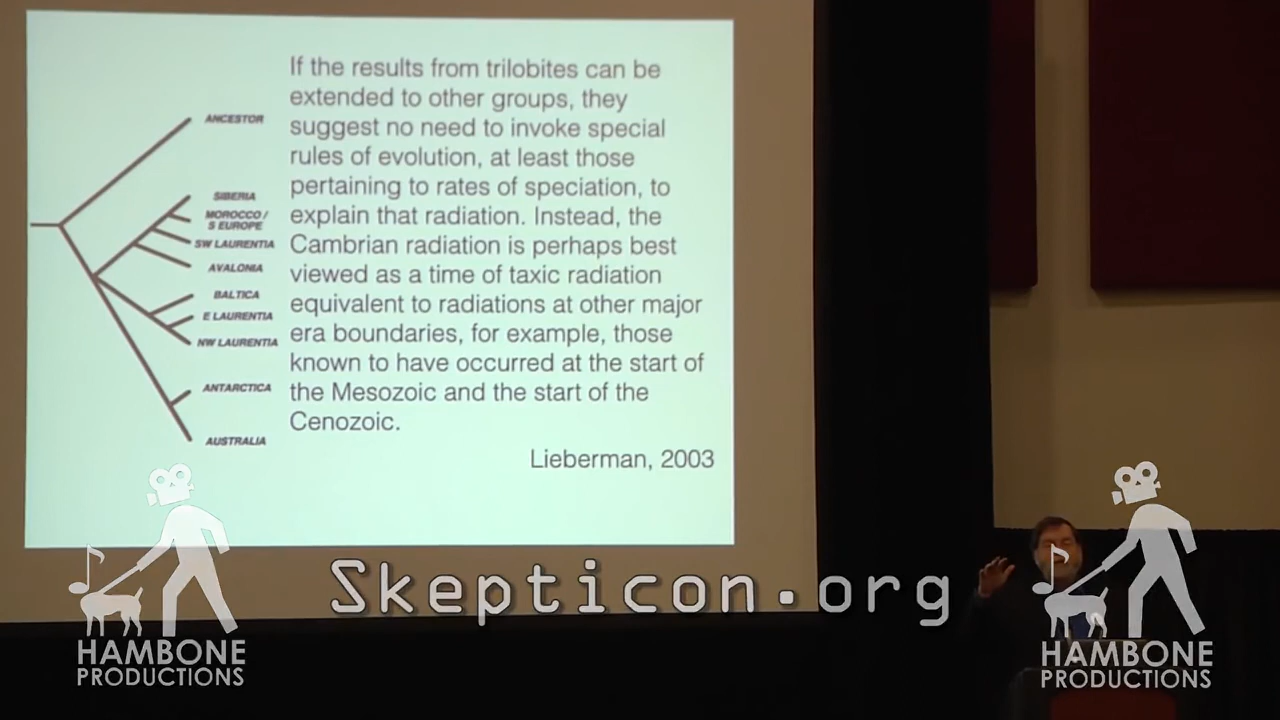 If the results from trilobites can be
extended to other groups, they
suggest no need to invoke special
rules of evolution, at least those
pertaining to rates of speciation, to
explain that radiation. Instead, the
Cambrian radiation is perhaps best
viewed as a time of taxic radiation
equivalent to radiations at other major
era boundaries, for example, those
known to have occurred at the start of
the Mesozoic and the start of the
Cenozoic.
Lieberman, 2003
ANCESTOR
SIBERIA
MOROCCO /
S EUROPE
SW LAURENTIA
AVALONIA
BALTICA
E LAURENTIA
NW LAURENTIA
ANTARCTICA
AUSTRALIA
Skepticon.org
HAMBONE
PRODUCTIONS
HAMBONE
PRODUCTIONS